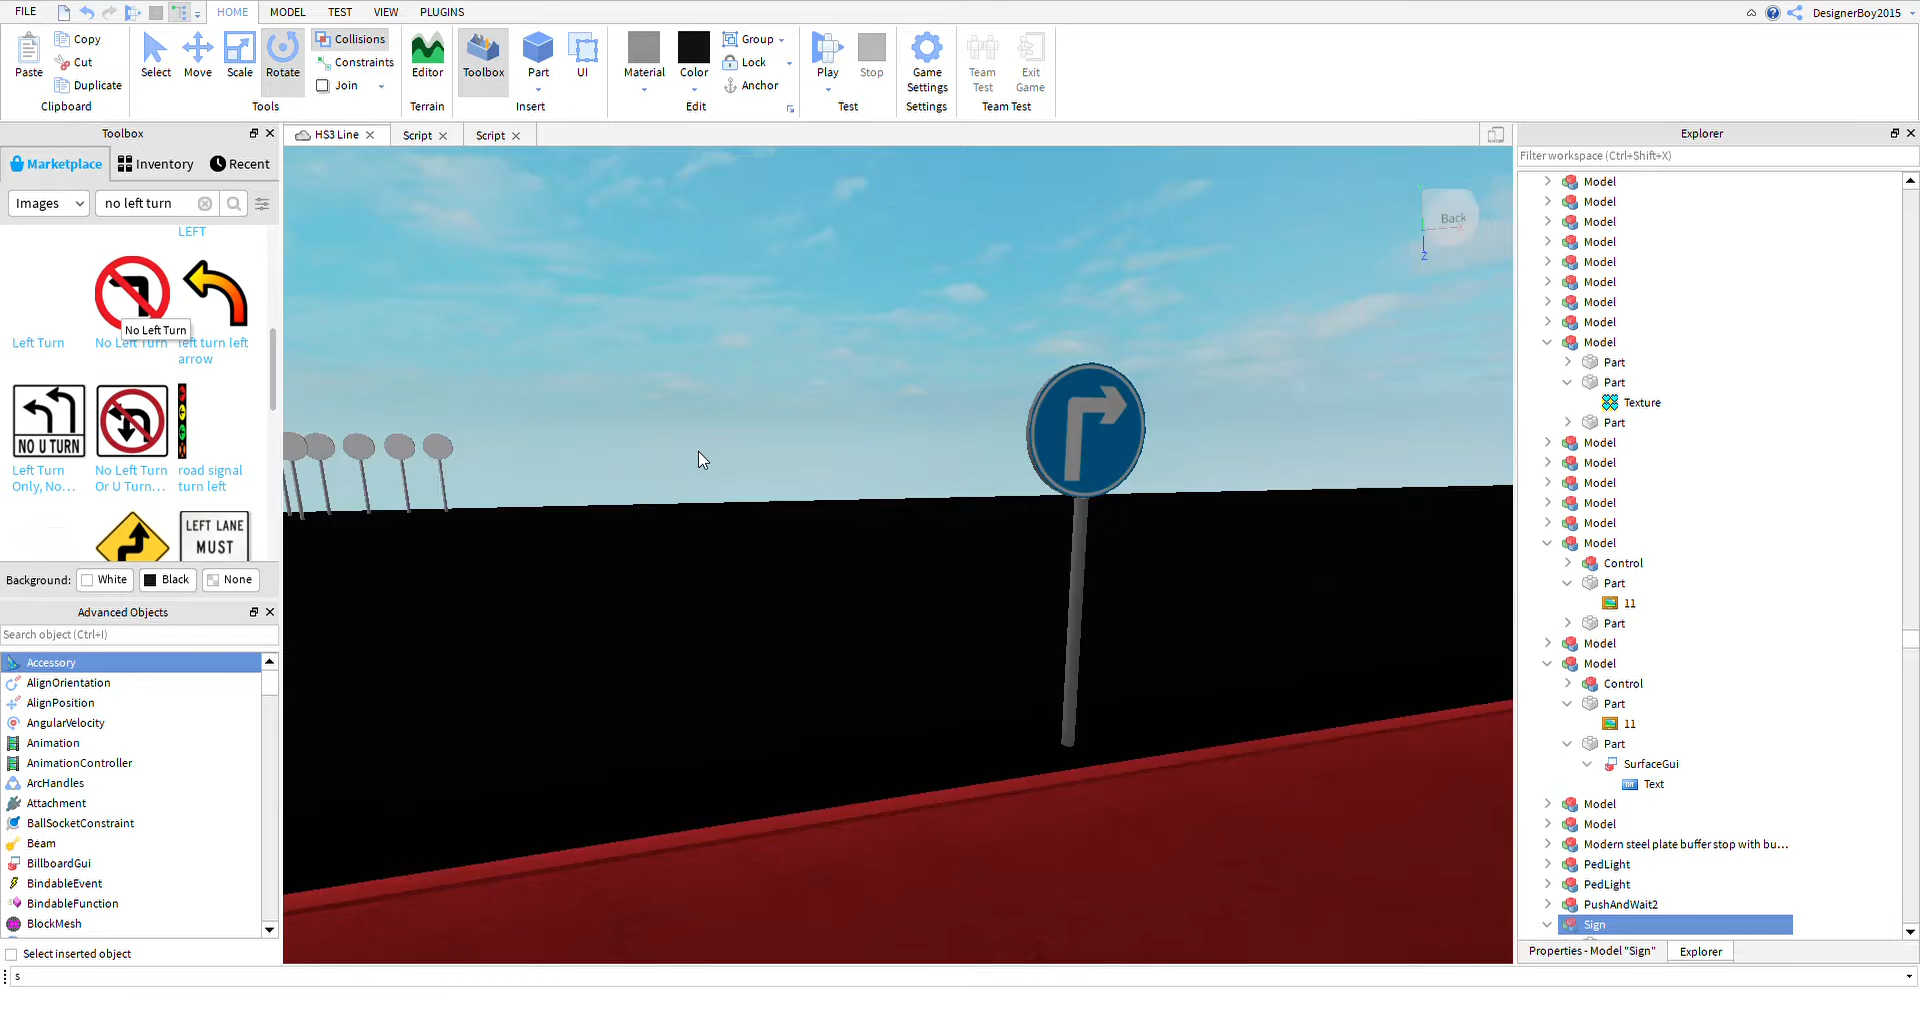 FILE
HOME
MODEL
TEST
VIEW
PLUGINS
DesignerBoy2015
Paste
Copy
Cut
Duplicate
Clipboard
Select
Move
Scale
Rotate
Collisions
Constraints
Join
Tools
Editor
Terrain
Toolbox
Part
UI
Insert
Material
Color
Group
Lock
Anchor
Edit
Play
Stop
Test
Game
Settings
Settings
Team
Test
Exit
Game
Team Test
Toolbox
HS3 Line
Script
Script
Explorer
Marketplace
Inventory
Recent
Filter workspace (Ctrl+Shift+X)
Images
no left turn
LEFT
No Left Turn
Left Turn
No Left Turn
left turn left
arrow
NO U TURN
Left Turn
Only, No...
No Left Turn
Or U Turn...
road signal
turn left
LEFT LANE
MUST
Background:
White
Black
None
Advanced Objects
Search object (Ctrl+I)
Accessory
AlignOrientation
AlignPosition
AngularVelocity
Animation
AnimationController
ArcHandles
Attachment
BallSocketConstraint
Beam
BillboardGui
BindableEvent
BindableFunction
BlockMesh
Select inserted object
s
Back
X
Z
Model
Model
Model
Model
Model
Model
Model
Model
Model
Part
Part
Texture
Part
Model
Model
Model
Model
Model
Model
Control
Part
11
Part
Model
Model
Control
Part
11
Part
SurfaceGui
TXT
Text
Model
Model
Modern steel plate buffer stop with bu...
PedLight
PedLight
PushAndWait2
Sign
Properties - Model "Sign"
Explorer